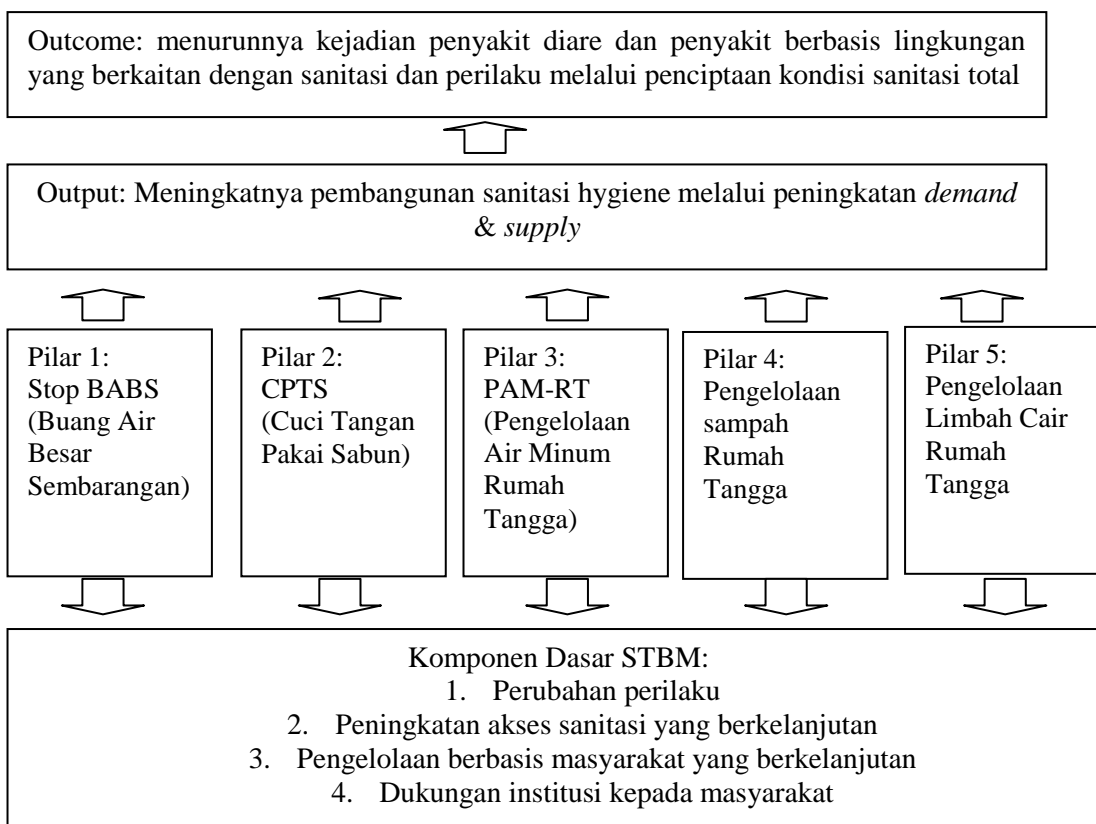 Outcome: menurunnya kejadian penyakit diare dan penyakit berbasis lingkungan
yang berkaitan dengan sanitasi dan perilaku melalui penciptaan kondisi sanitasi total
Output: Meningkatnya pembangunan sanitasi hygiene melalui peningkatan demand
& supply
Pilar 1:
Stop BABS
(Buang Air
Besar
Sembarangan)
Pilar 2:
CPTS
(Cuci Tangan
Pakai Sabun)
Pilar 3:
PAM-RT
(Pengelolaan
Air Minum
Rumah
Tangga)
Pilar 4:
Pengelolaan
sampah
Rumah
Tangga
Pilar 5:
Pengelolaan
Limbah Cair
Rumah
Tangga
Komponen Dasar STBM:
1. Perubahan perilaku
2. Peningkatan akses sanitasi yang berkelanjutan
3. Pengelolaan berbasis masyarakat yang berkelanjutan
4. Dukungan institusi kepada masyarakat